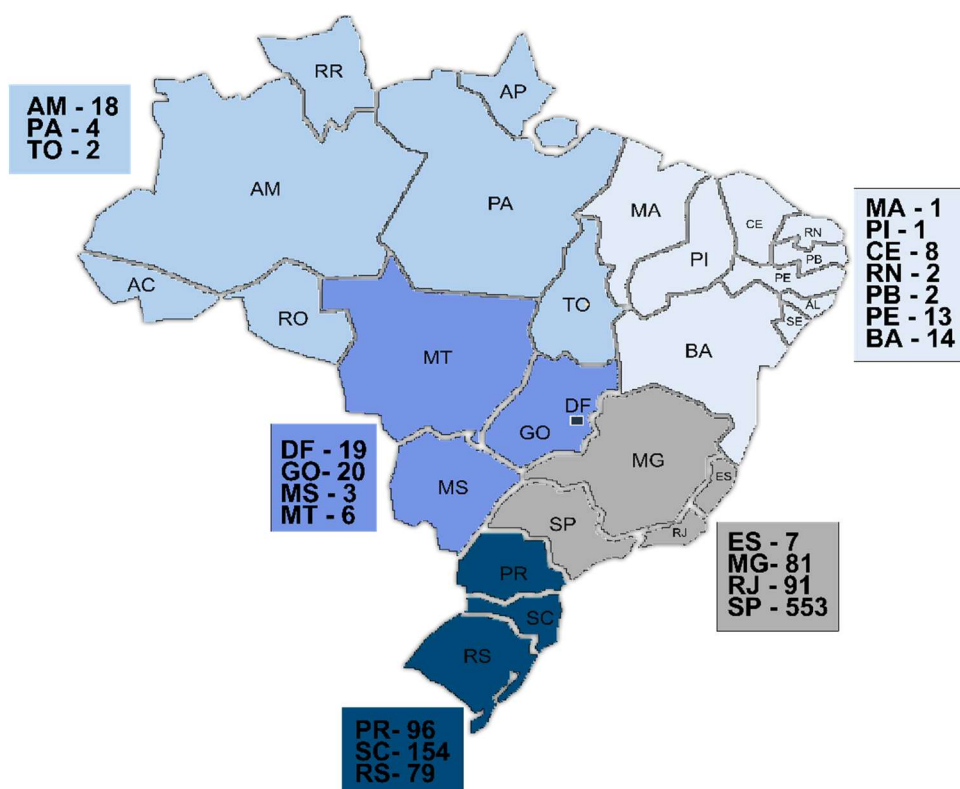 RR
AP
AM - 18
PA - 4
TO - 2
AM
PA
MA
CE
RN
PI
PB
PE
AL
SE
AC
RO
TO
BA
MT
DF
GO
MA - 1
PI - 1
CE - 8
RN - 2
PB - 2
PE - 13
BA - 14
DF - 19
GO- 20
MS - 3
MT - 6
MS
MG
ES
SP
RJ
ES - 7
MG- 81
RJ - 91
SP - 553
PR
SC
RS
PR- 96
SC- 154
RS- 79